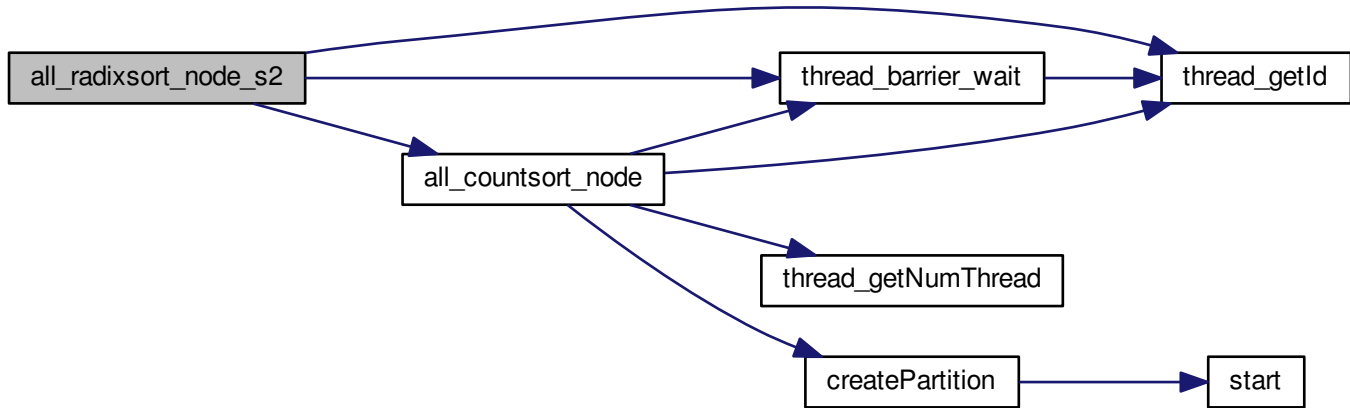 all_radixsort_node_s2
thread_barrier_wait
thread_getId
all_countsort_node
thread_getNumThread
createPartition
start